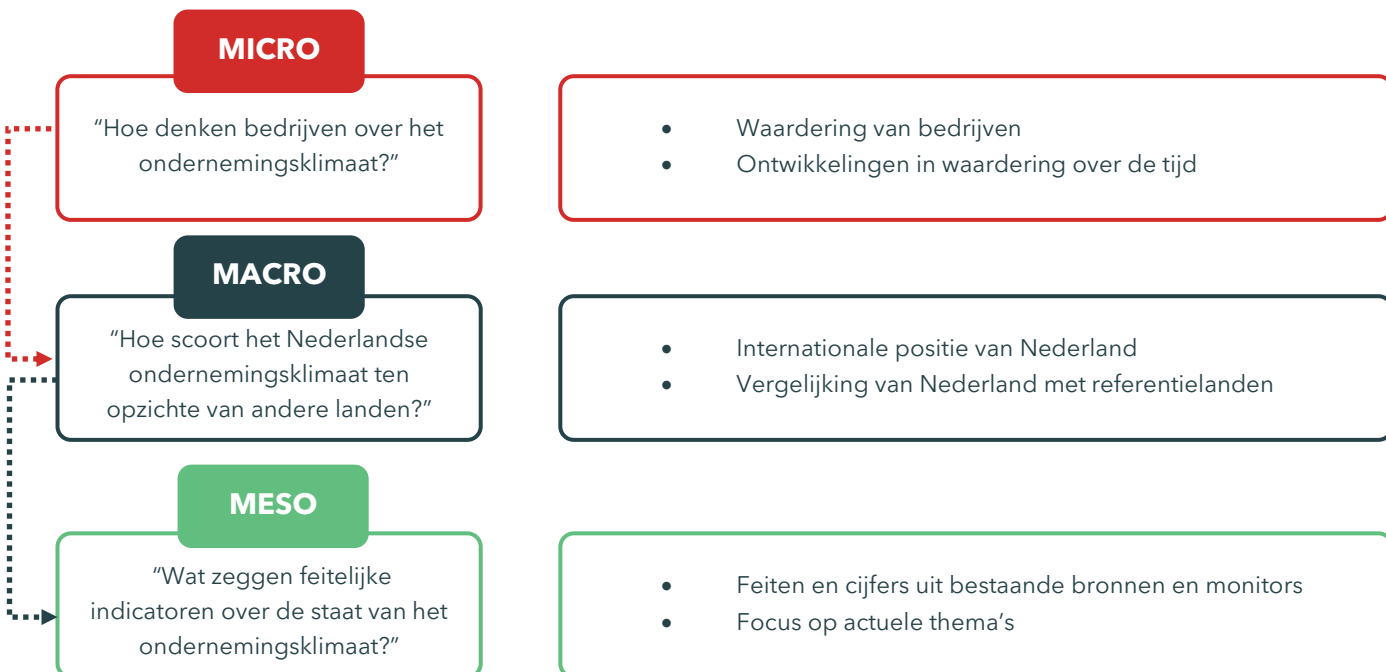 MICRO
“Hoe denken bedrijven over het
ondernemingsklimaat?”
• Waardering van bedrijven
• Ontwikkelingen in waardering over de tijd
MACRO
“Hoe scoort het Nederlandse
ondernemingsklimaat ten
opzichte van andere landen?”
• Internationale positie van Nederland
• Vergelijking van Nederland met referentielanden
MESO
“Wat zeggen feitelijke
indicatoren over de staat van het
ondernemingsklimaat?”
• Feiten en cijfers uit bestaande bronnen en monitors
• Focus op actuele thema’s